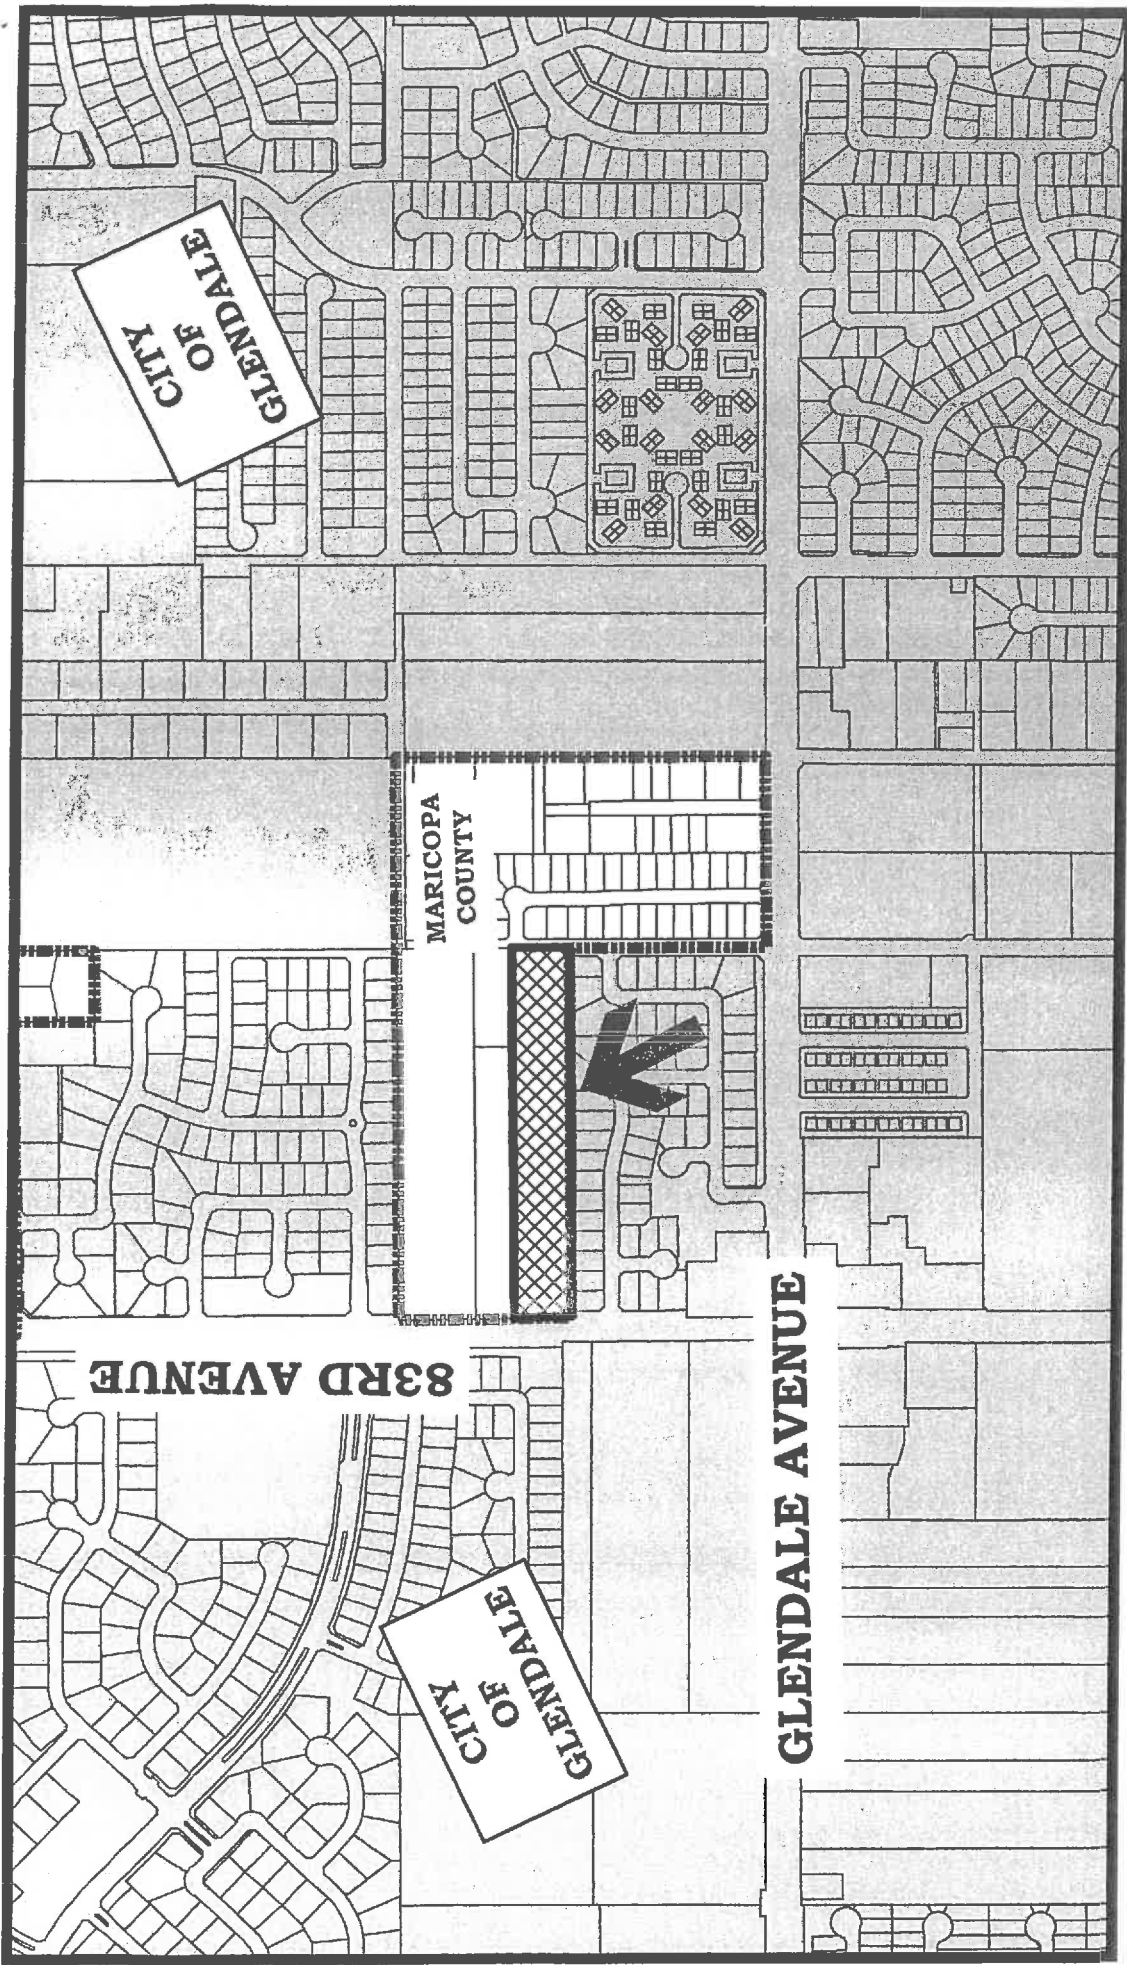 CITY
OF
GLENDALE
MARICOPA
COUNTY
83RD AVENUE
GLENDALE AVENUE
CITY
OF
GLENDALE